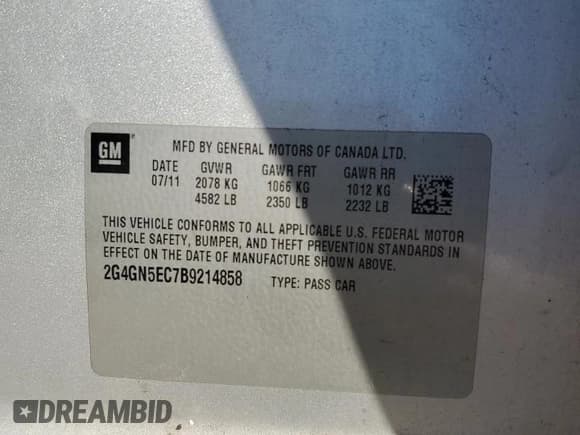 GM
MFD BY GENERAL MOTORS OF CANADA LTD.
DATE GVWR GAWR FRT GAWR RR
07/11 2078 KG 1066 KG 1012 KG
4582 LB 2350 LB 2232 LB
THIS VEHICLE CONFORMS TO ALL APPLICABLE U.S. FEDERAL MOTOR
VEHICLE SAFETY, BUMPER, AND THEFT PREVENTION STANDARDS IN
EFFECT ON THE DATE OF MANUFACTURE SHOWN ABOVE.
2G4GN5EC7B9214858 TYPE: PASS CAR
DREAMBID